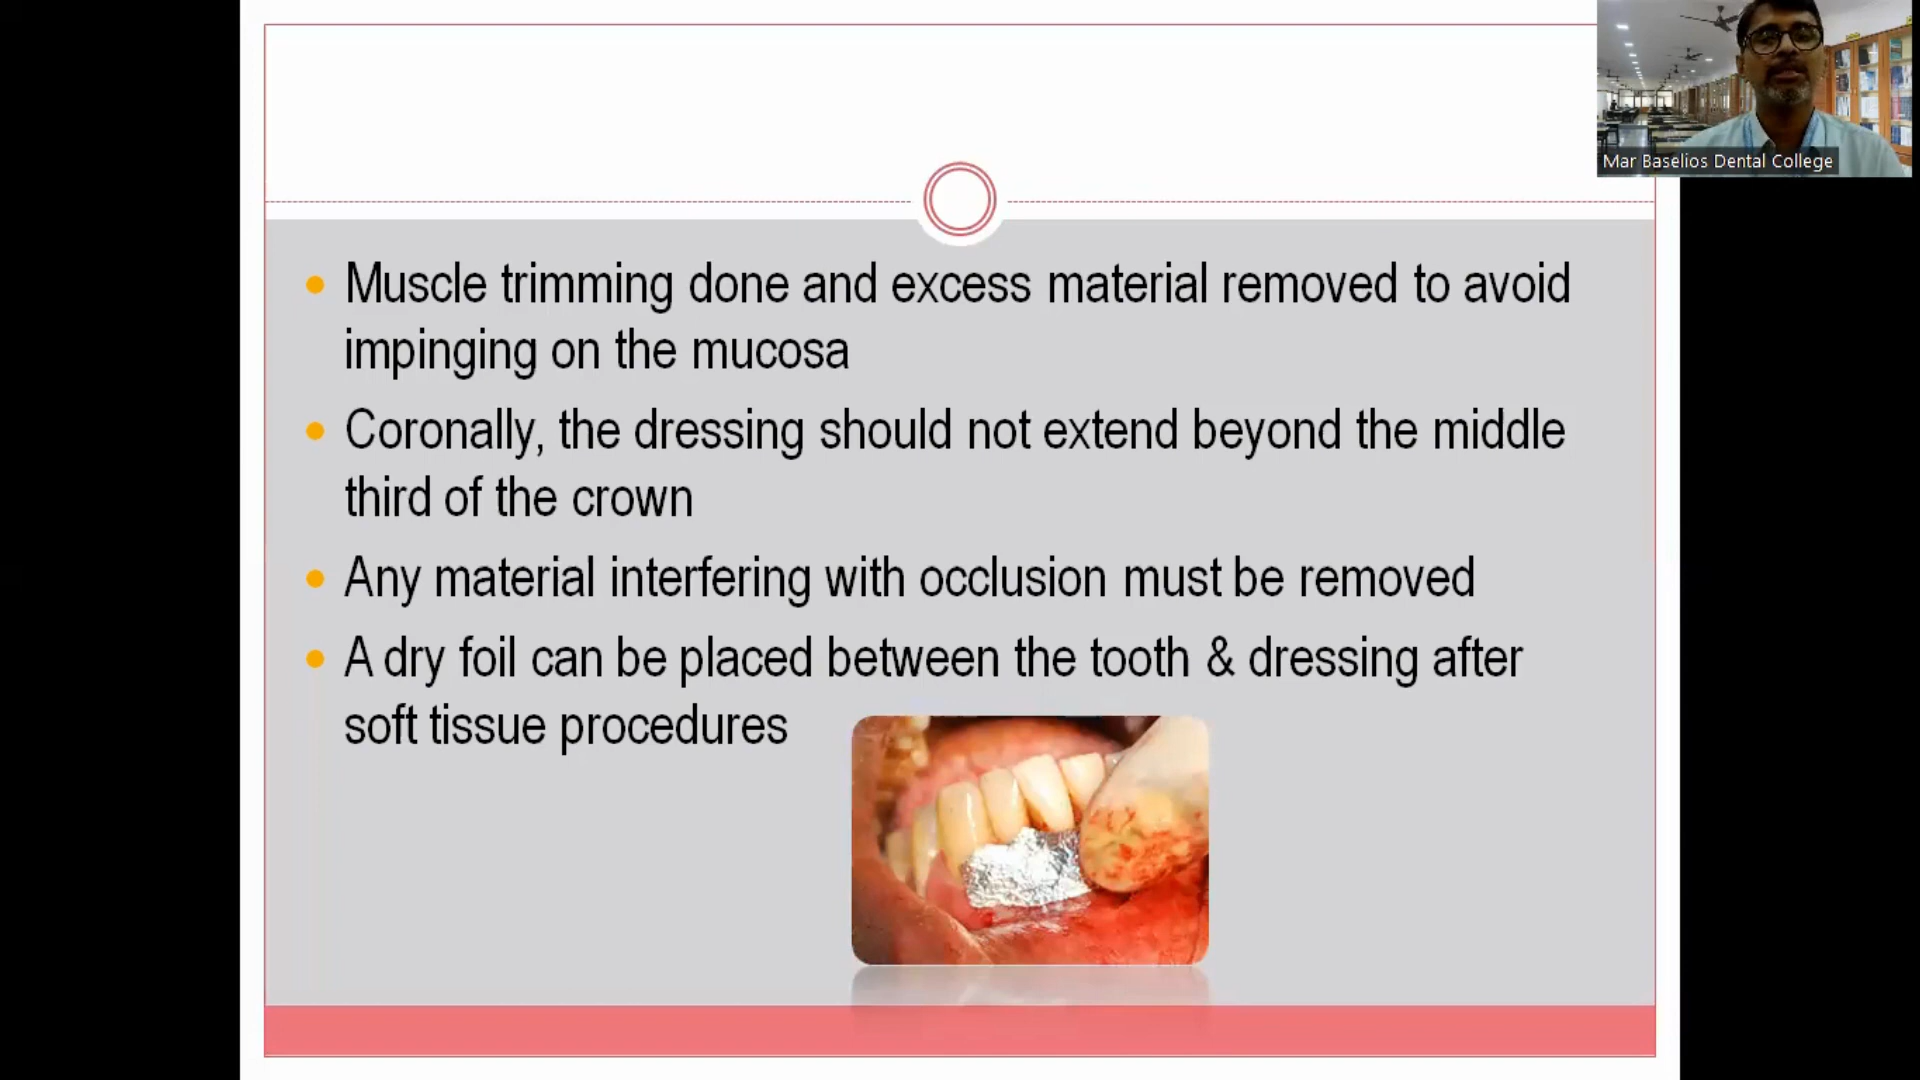 Mar Baselios Dental College
Muscle trimming done and excess material removed to avoid
impinging on the mucosa
Coronally, the dressing should not extend beyond the middle
third of the crown
Any material interfering with occlusion must be removed
A dry foil can be placed between the tooth & dressing after
soft tissue procedures